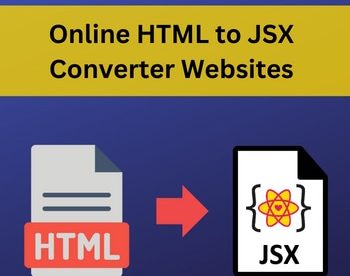 Online HTML to JSX
Converter Websites
HTML
{ }
JSX